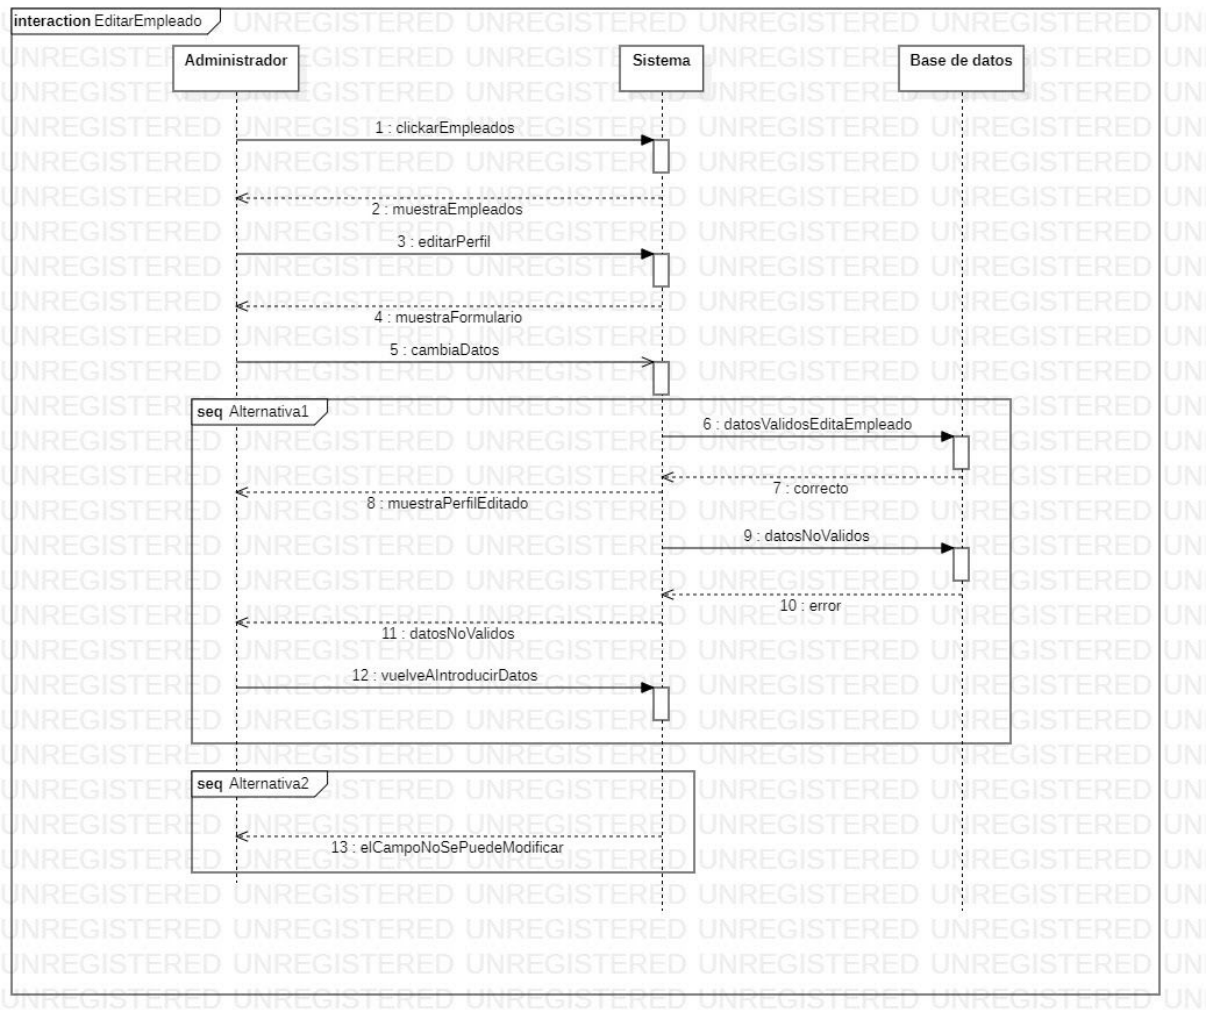 interaction EditarEmpleado
Administrador
Sistema
Base de datos
1 : clickarEmpleados
2 : muestraEmpleados
3 : editarPerfil
4 : muestraFormulario
5 : cambiaDatos
seq Alternativa1
6 : datosValidosEditaEmpleado
7 : correcto
8 : muestraPerfilEditado
9 : datosNoValidos
10 : error
11 : datosNoValidos
12 : vuelveAIntroducirDatos
seq Alternativa2
13 : elCampoNoSePuedeModificar
UNREGISTERED